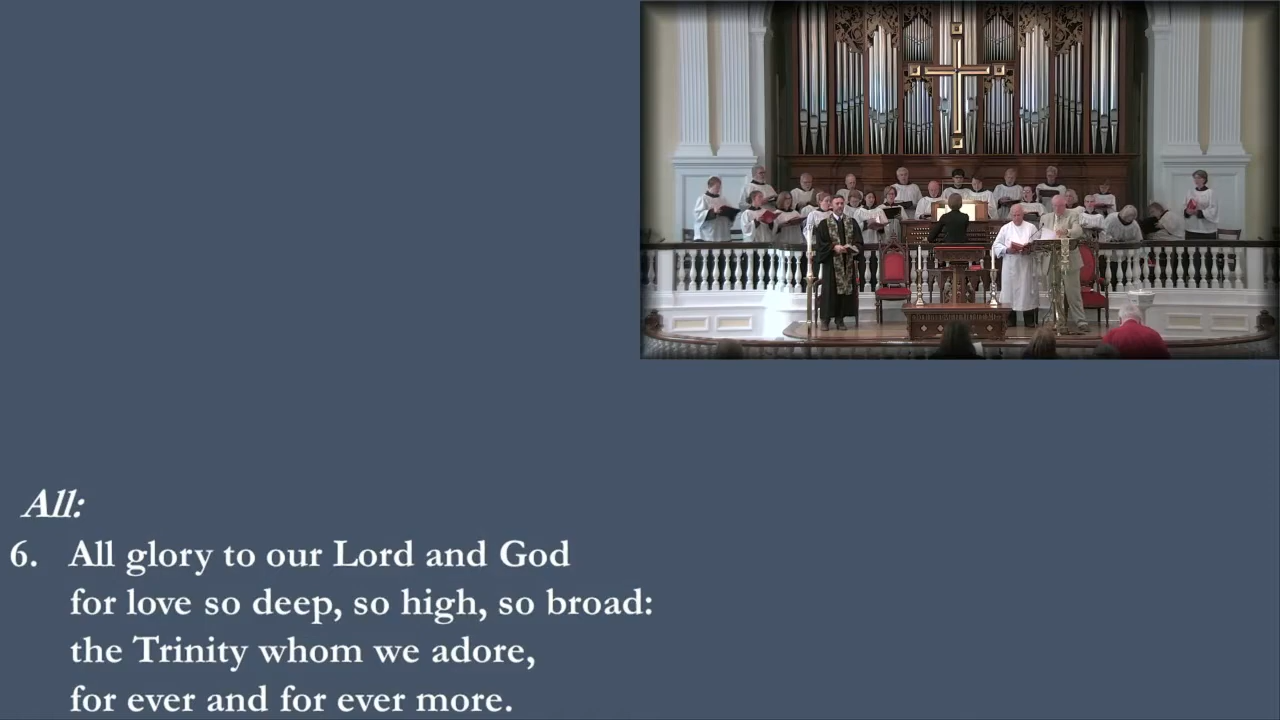 All:
6. All glory to our Lord and God
for love so deep, so high, so broad:
the Trinity whom we adore,
for ever and for ever more.